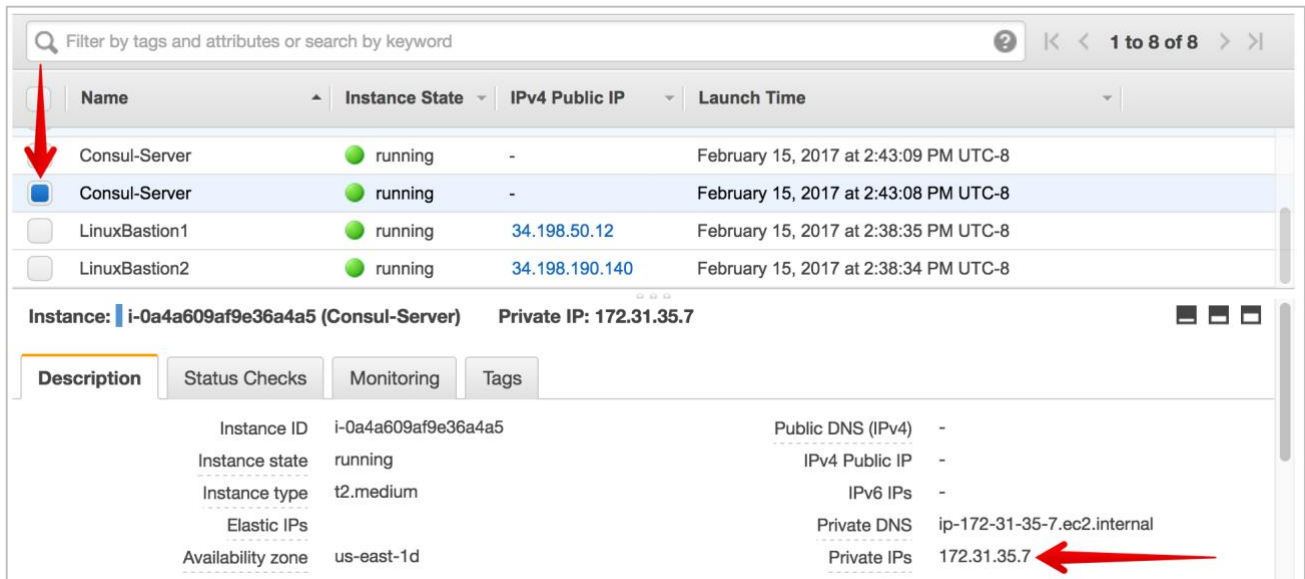 Filter by tags and attributes or search by keyword ? |< < 1 to 8 of 8 > >|
Name Instance State IPv4 Public IP Launch Time
Consul-Server running - February 15, 2017 at 2:43:09 PM UTC-8
Consul-Server running - February 15, 2017 at 2:43:08 PM UTC-8
LinuxBastion1 running 34.198.50.12 February 15, 2017 at 2:38:35 PM UTC-8
LinuxBastion2 running 34.198.190.140 February 15, 2017 at 2:38:34 PM UTC-8
Instance: i-0a4a609af9e36a4a5 (Consul-Server) Private IP: 172.31.35.7
Description Status Checks Monitoring Tags
Instance ID i-0a4a609af9e36a4a5 Public DNS (IPv4) -
Instance state running IPv4 Public IP -
Instance type t2.medium IPv6 IPs -
Elastic IPs Private DNS ip-172-31-35-7.ec2.internal
Availability zone us-east-1d Private IPs 172.31.35.7